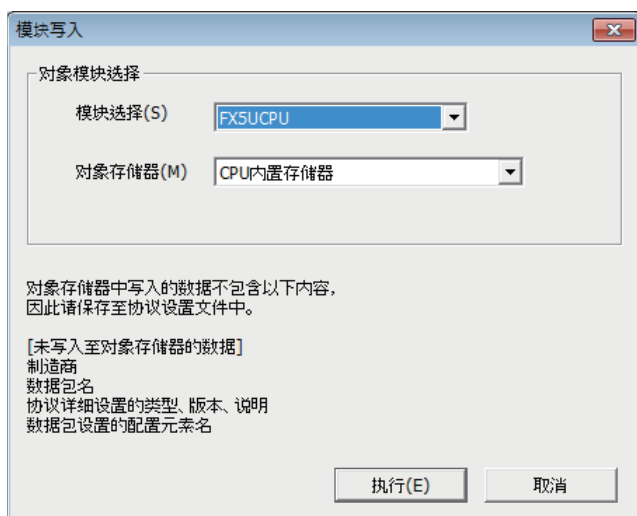 模块写入
对象模块选择
模块选择(S)
FX5UCPU
对象存储器(M)
CPU内置存储器
对象存储器中写入的数据不包含以下内容,
因此请保存至协议设置文件中。
[未写入至对象存储器的数据]
制造商
数据包名
协议详细设置的类型、版本、说明
数据包设置的配置元素名
执行(E)
取消